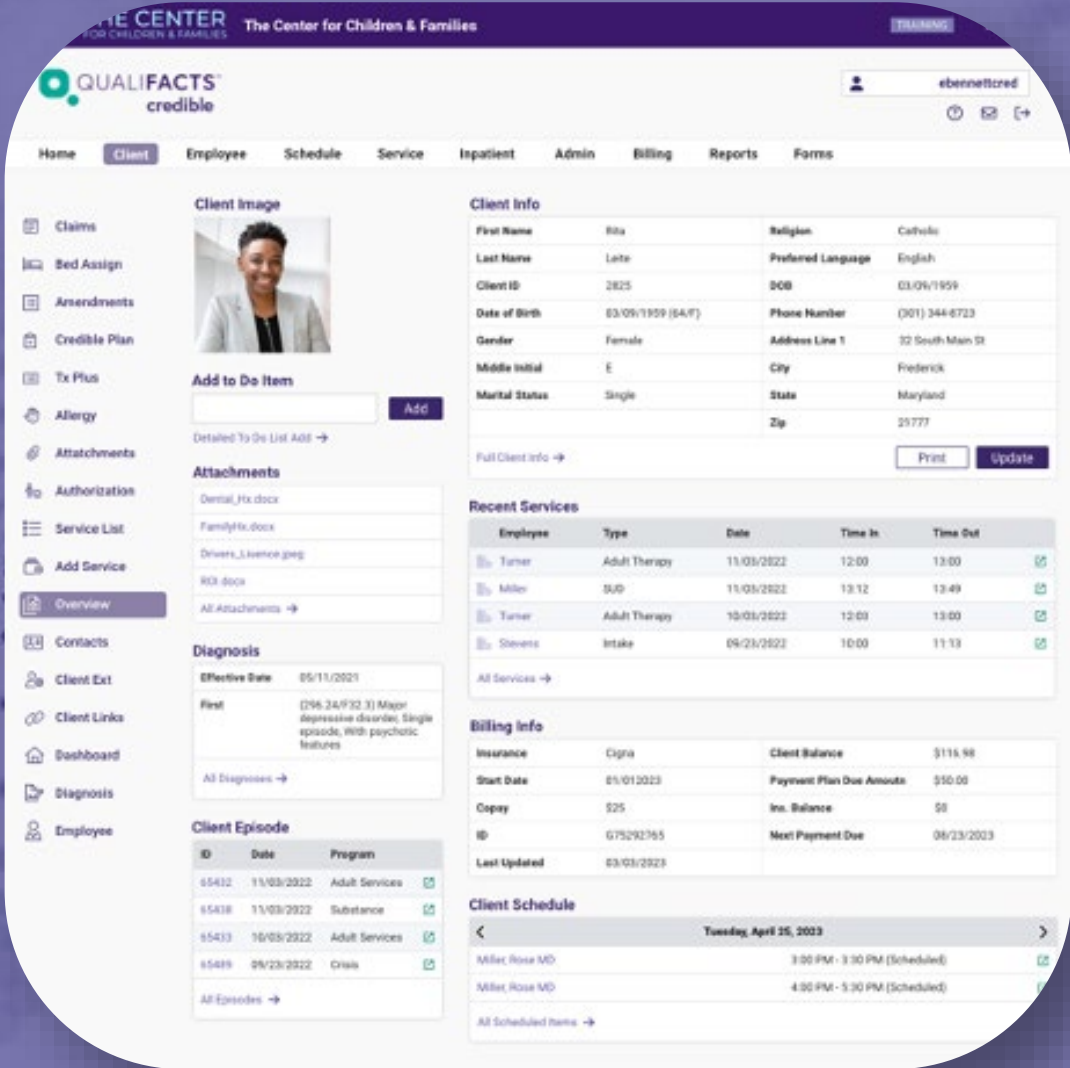 THE CENTER
FOR CHILDREN & FAMILIES
The Center for Children & Families
TRAINING
QUALIFACTS™
credible
ebennettcred
Home Client Employee Schedule Service Inpatient Admin Billing Reports Forms
Claims
Bed Assign
Amendments
Credible Plan
Tx Plus
Allergy
Attatchments
Authorization
Service List
Add Service
Overview
Contacts
Client Ext
Client Links
Dashboard
Diagnosis
Employee
Client Image
Add to Do Item
Add
Detailed To Do List Add →
Attachments
Dental_Hx.docx
FamilyHx.docx
Drivers_Lisence.jpeg
ROI.docx
All Attachments →
Diagnosis
Effective Date 05/11/2021
First (296.24/F32.3) Major
depressive disorder, Single
episode, With psychotic
features
All Diagnoses →
Client Episode
ID Date Program
65432 11/03/2022 Adult Services
65438 11/03/2022 Substance
65433 10/03/2022 Adult Services
65489 09/23/2022 Crisis
All Episodes →
Client Info
First Name Rita Religion Catholic
Last Name Leite Preferred Language English
Client ID 2825 DOB 03/09/1959
Date of Birth 03/09/1959 (64/F) Phone Number (301) 344-6723
Gender Female Address Line 1 32 South Main St
Middle Initial E City Frederick
Marital Status Single State Maryland
Zip 21777
Full Client Info →
Print Update
Recent Services
Employee Type Date Time In Time Out
Turner Adult Therapy 11/03/2022 12:00 13:00
Miller SUD 11/03/2022 13:12 13:49
Turner Adult Therapy 10/03/2022 12:03 13:00
Stevens Intake 09/23/2022 10:00 11:13
All Services →
Billing Info
Insurance Cigna Client Balance $116.98
Start Date 01/012023 Payment Plan Due Amoutn $50.00
Copay $25 Ins. Balance $0
ID G75292765 Next Payment Due 06/23/2023
Last Updated 03/03/2023
Client Schedule
Tuesday, April 25, 2023
Miller, Rose MD 3:00 PM - 3:30 PM (Scheduled)
Miller, Rose MD 4:00 PM - 5:30 PM (Scheduled)
All Scheduled Items →